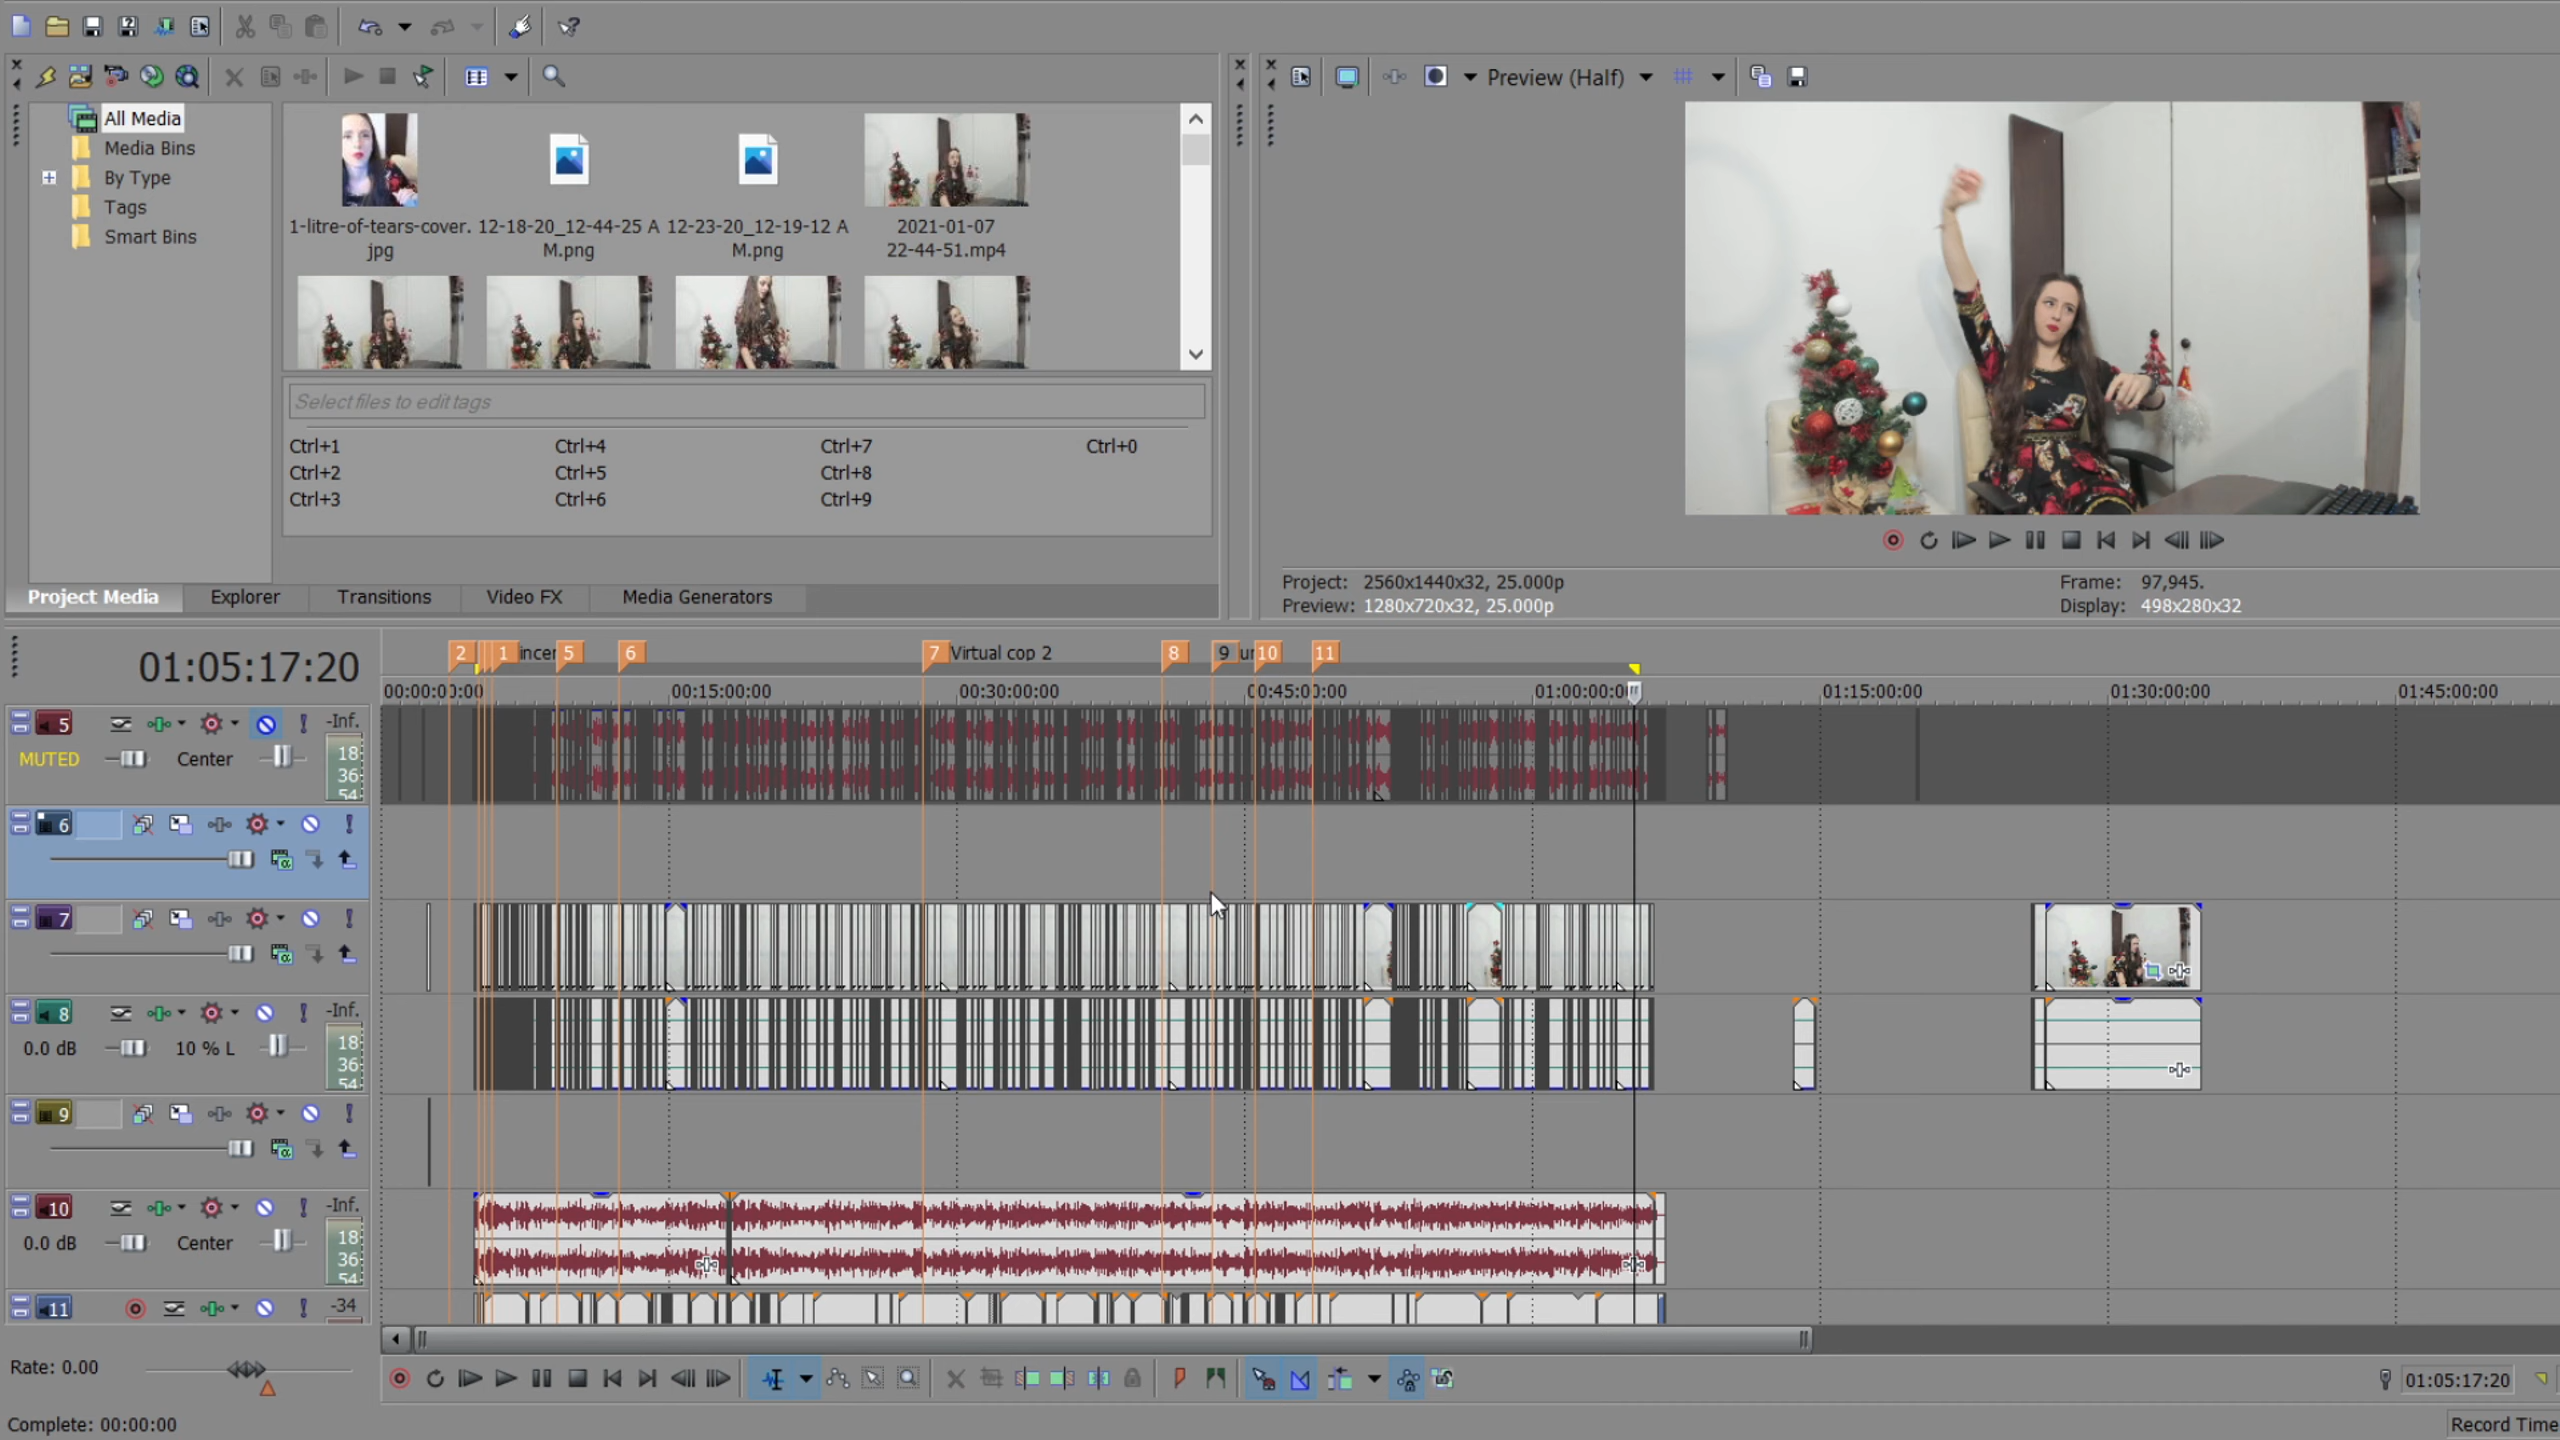 Preview (Half)
All Media
Media Bins
By Type
Tags
Smart Bins
1-litre-of-tears-cover.jpg
12-18-20_12-44-25 AM.png
12-23-20_12-19-12 AM.png
2021-01-07 22-44-51.mp4
Select files to edit tags
Ctrl+1 Ctrl+4 Ctrl+7 Ctrl+0
Ctrl+2 Ctrl+5 Ctrl+8
Ctrl+3 Ctrl+6 Ctrl+9
Project Media Explorer Transitions Video FX Media Generators
Project: 2560x1440x32, 25.000p
Preview: 1280x720x32, 25.000p
Frame: 97,945.
Display: 498x280x32
01:05:17:20
2 1 incer 5 6 7 Virtual cop 2 8 9 ur 10 11
00:00:00:00 00:15:00:00 00:30:00:00 00:45:00:00 01:00:00:0 01:15:00:00 01:30:00:00 01:45:00:00
5 -Inf.
MUTED Center 18
36
54
6
7
8 -Inf.
0.0 dB 10 % L 18
36
54
9
10 -Inf.
0.0 dB Center 18
36
54
11 -34
Rate: 0.00
01:05:17:20
Complete: 00:00:00
Record Time